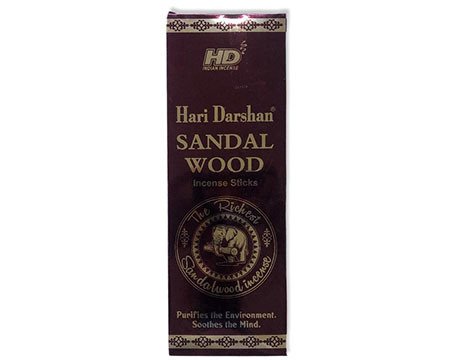 HD
INDIAN INCENSE
Hari Darshan®
SANDAL
WOOD
Incense Sticks
The Richest
Sandalwood incense
Purifies the Environment.
Soothes the Mind.